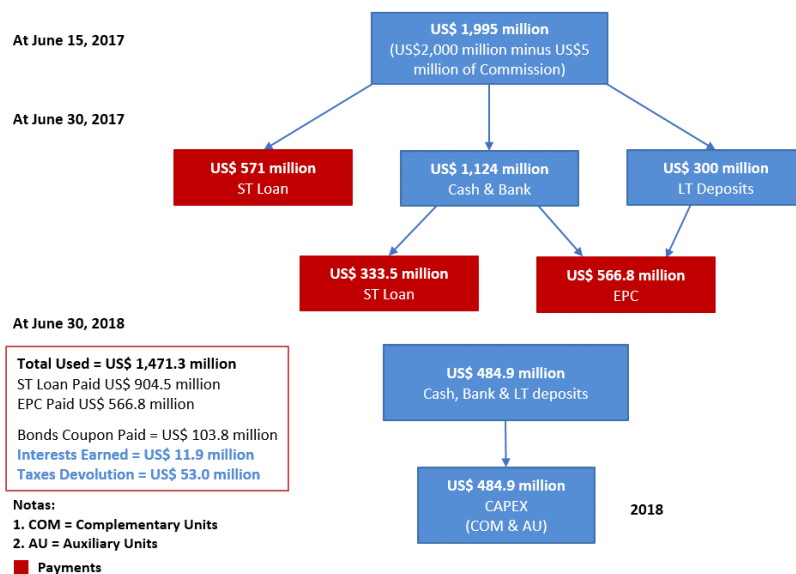 At June 15, 2017
US$ 1,995 million
(US$2,000 million minus US$5
million of Commission)
At June 30, 2017
US$ 571 million
ST Loan
US$ 1,124 million
Cash & Bank
US$ 300 million
LT Deposits
US$ 333.5 million
ST Loan
US$ 566.8 million
EPC
At June 30, 2018
Total Used = US$ 1,471.3 million
ST Loan Paid US$ 904.5 million
EPC Paid US$ 566.8 million
Bonds Coupon Paid = US$ 103.8 million
Interests Earned = US$ 11.9 million
Taxes Devolution = US$ 53.0 million
US$ 484.9 million
Cash, Bank & LT deposits
US$ 484.9 million
CAPEX
(COM & AU)
2018
Notas:
1. COM = Complementary Units
2. AU = Auxiliary Units
Payments